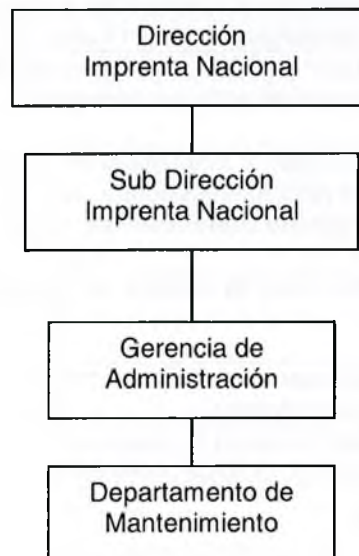 Dirección
Imprenta Nacional
Sub Dirección
Imprenta Nacional
Gerencia de
Administración
Departamento de
Mantenimiento